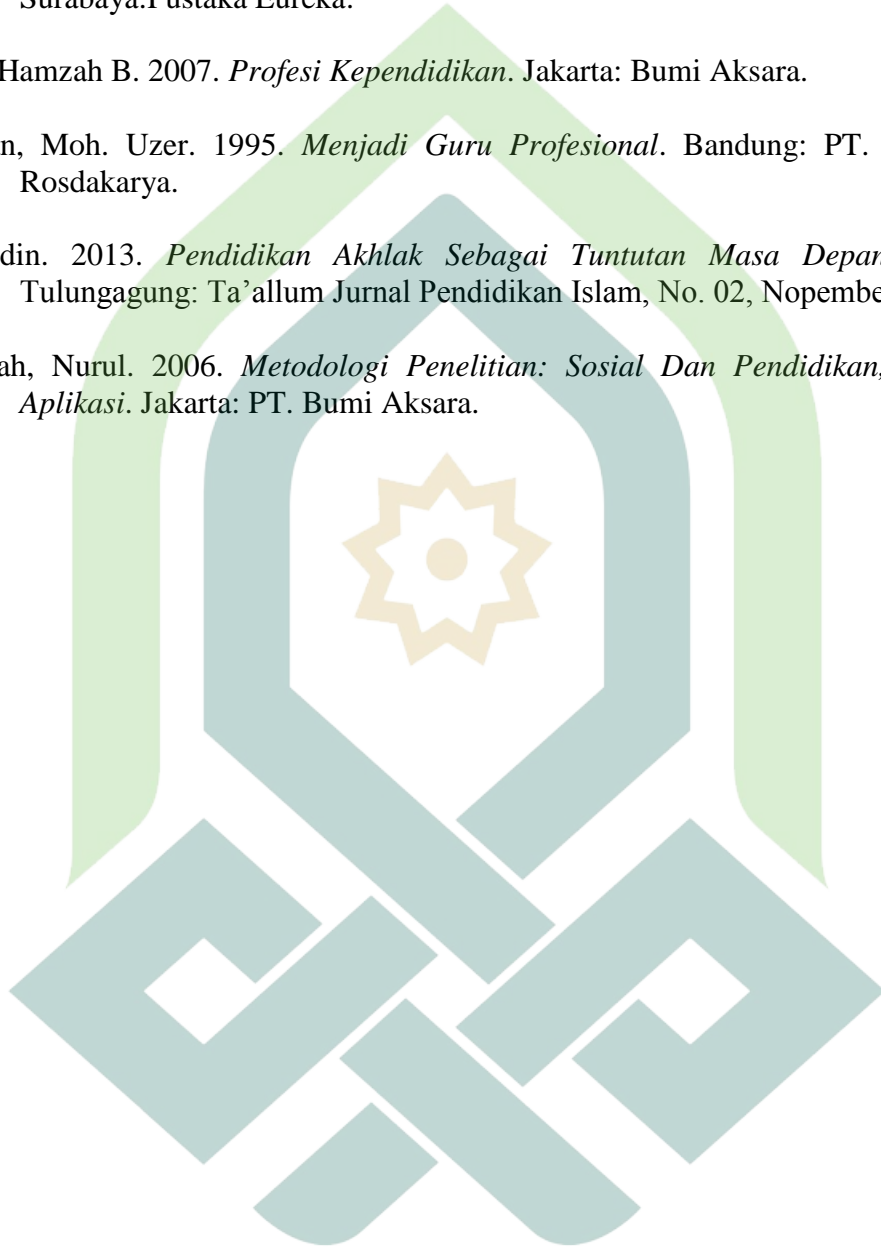 Surabaya.Pustaka Eureka.
Hamzah B. 2007. Profesi Kependidikan. Jakarta: Bumi Aksara.
n, Moh. Uzer. 1995. Menjadi Guru Profesional. Bandung: PT.
Rosdakarya.
din. 2013. Pendidikan Akhlak Sebagai Tuntutan Masa Depan
Tulungagung: Ta’allum Jurnal Pendidikan Islam, No. 02, Nopembe
ah, Nurul. 2006. Metodologi Penelitian: Sosial Dan Pendidikan,
Aplikasi. Jakarta: PT. Bumi Aksara.